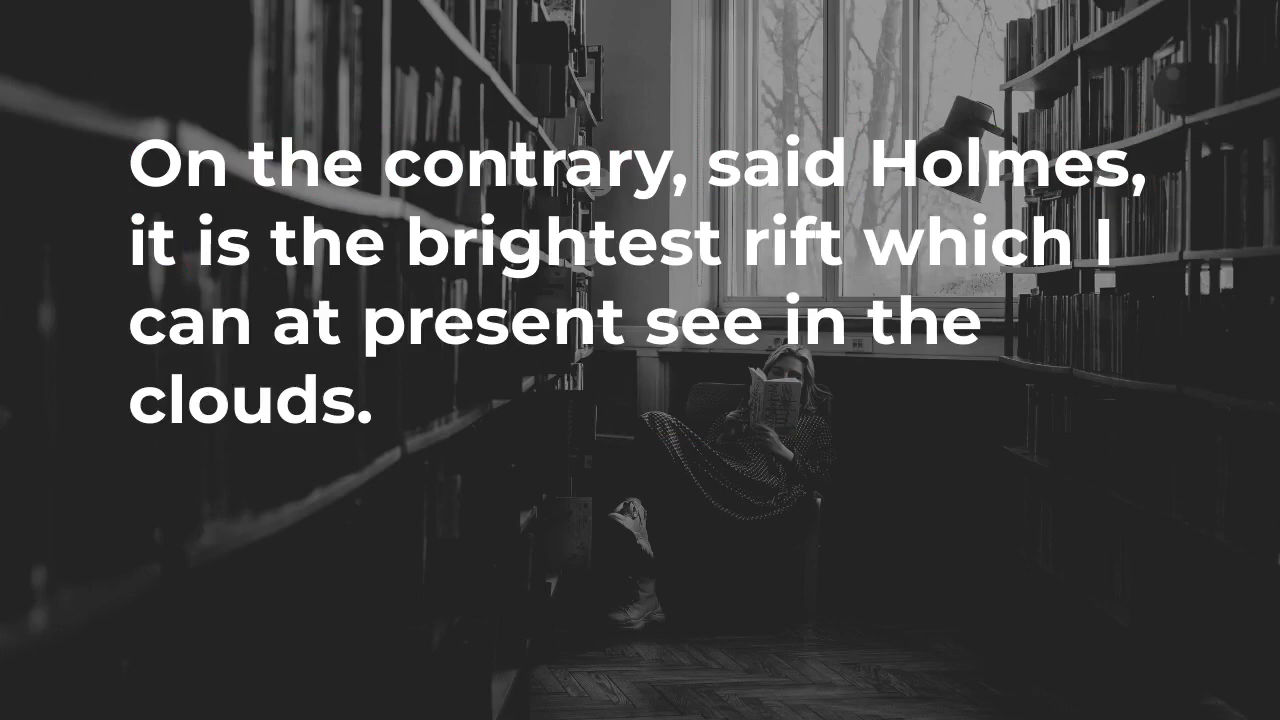 On the contrary, said Holmes,
it is the brightest rift which I
can at present see in the
clouds.